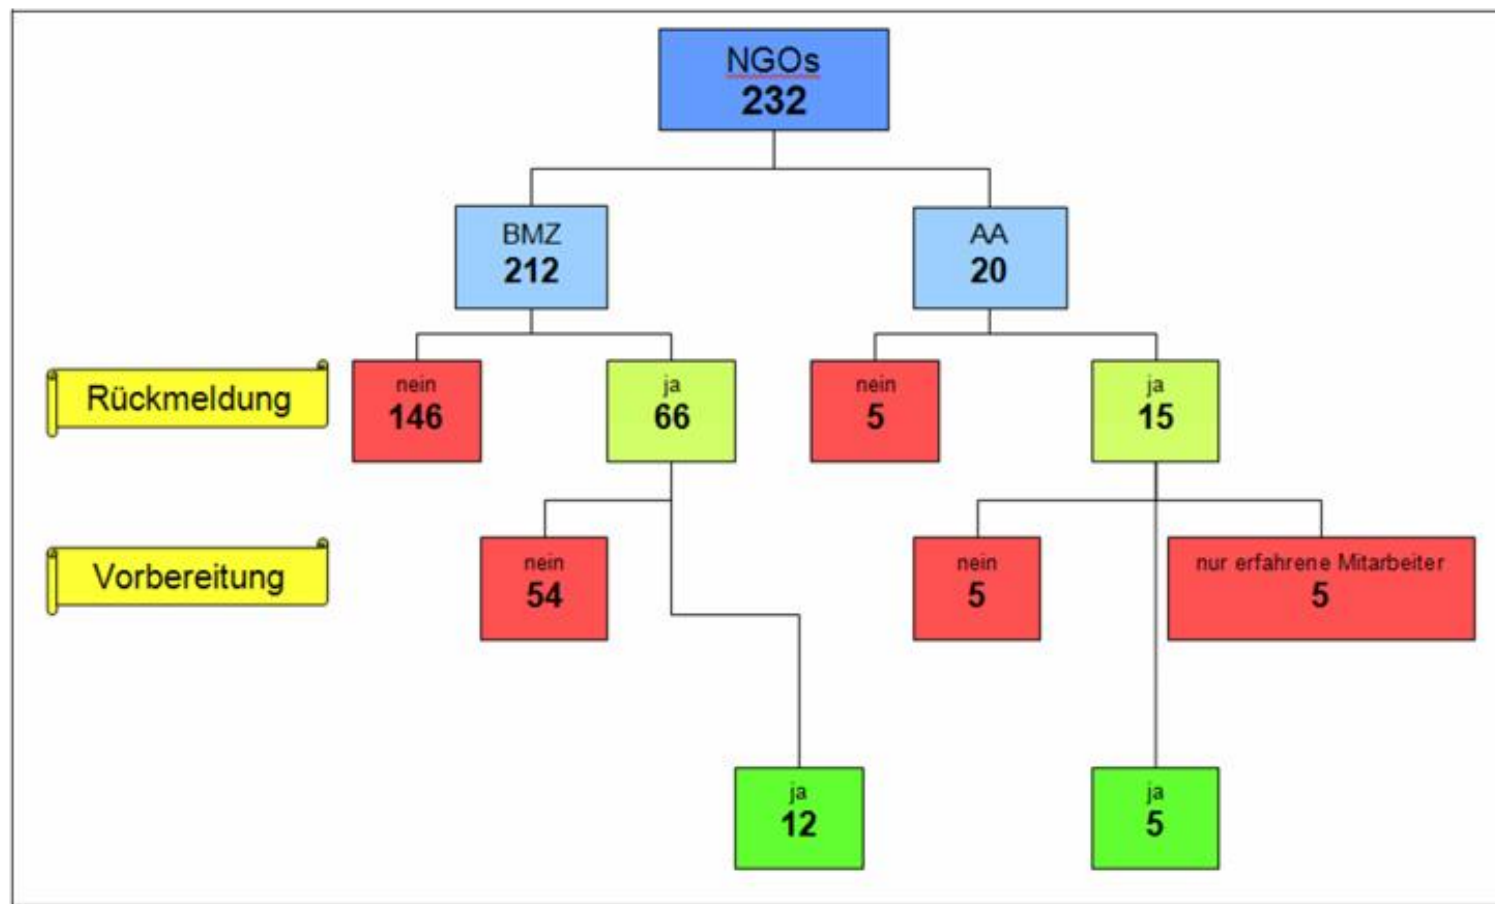 NGOs
232
BMZ
212
AA
20
Rückmeldung
nein
146
ja
66
nein
5
ja
15
Vorbereitung
nein
54
nein
5
nur erfahrene Mitarbeiter
5
ja
12
ja
5